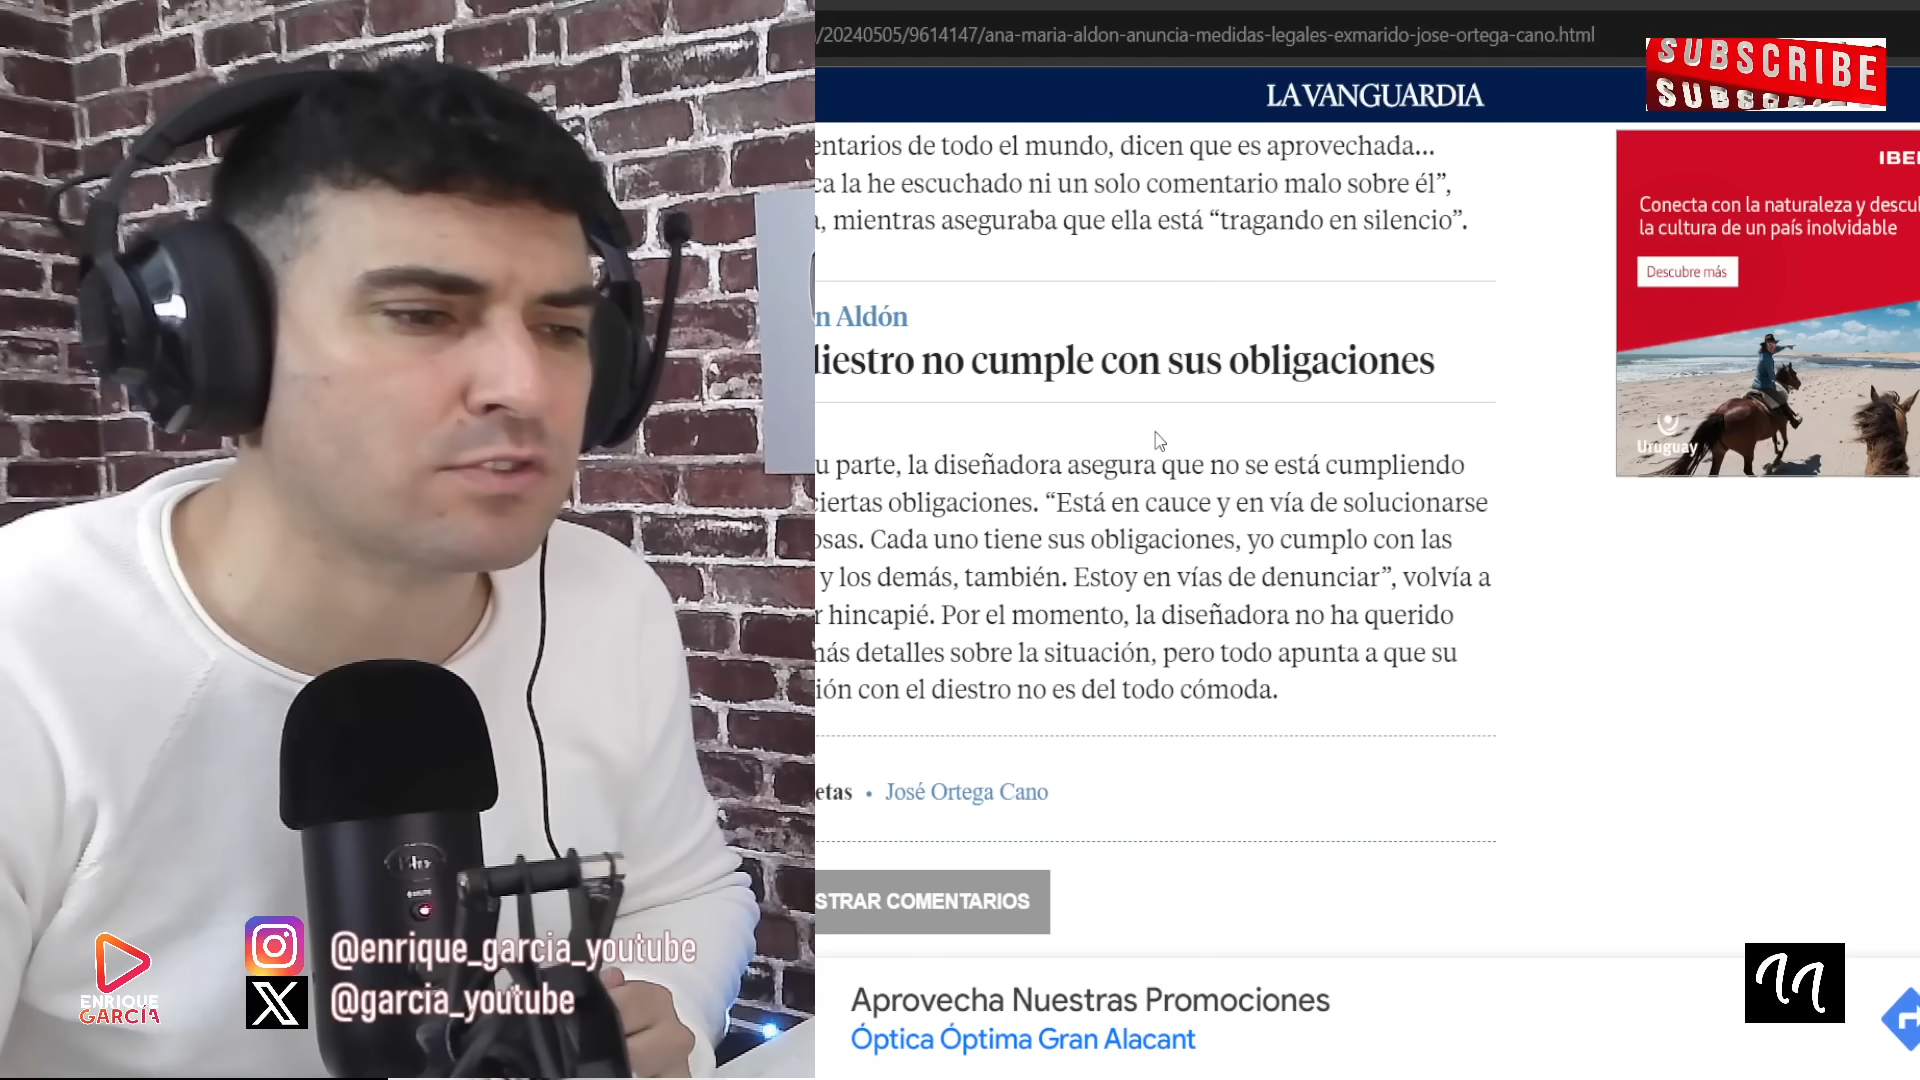 /20240505/9614147/ana-maria-aldon-anuncia-medidas-legales-exmarido-jose-ortega-cano.html
SUBSCRIBE
LA VANGUARDIA
entarios de todo el mundo, dicen que es aprovechada...
ca la he escuchado ni un solo comentario malo sobre él”,
a, mientras aseguraba que ella está “tragando en silencio”.
n Aldón
diestro no cumple con sus obligaciones
u parte, la diseñadora asegura que no se está cumpliendo
ciertas obligaciones. “Está en cauce y en vía de solucionarse
osas. Cada uno tiene sus obligaciones, yo cumplo con las
y los demás, también. Estoy en vías de denunciar”, volvía a
r hincapié. Por el momento, la diseñadora no ha querido
más detalles sobre la situación, pero todo apunta a que su
ión con el diestro no es del todo cómoda.
etas • José Ortega Cano
STRAR COMENTARIOS
IBE
Conecta con la naturaleza y descu
la cultura de un país inolvidable
Descubre más
Uruguay
Aprovecha Nuestras Promociones
Óptica Óptima Gran Alacant
ENRIQUE
GARCÍA
@enrique_garcia_youtube
@garcia_youtube